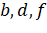 b, d, f